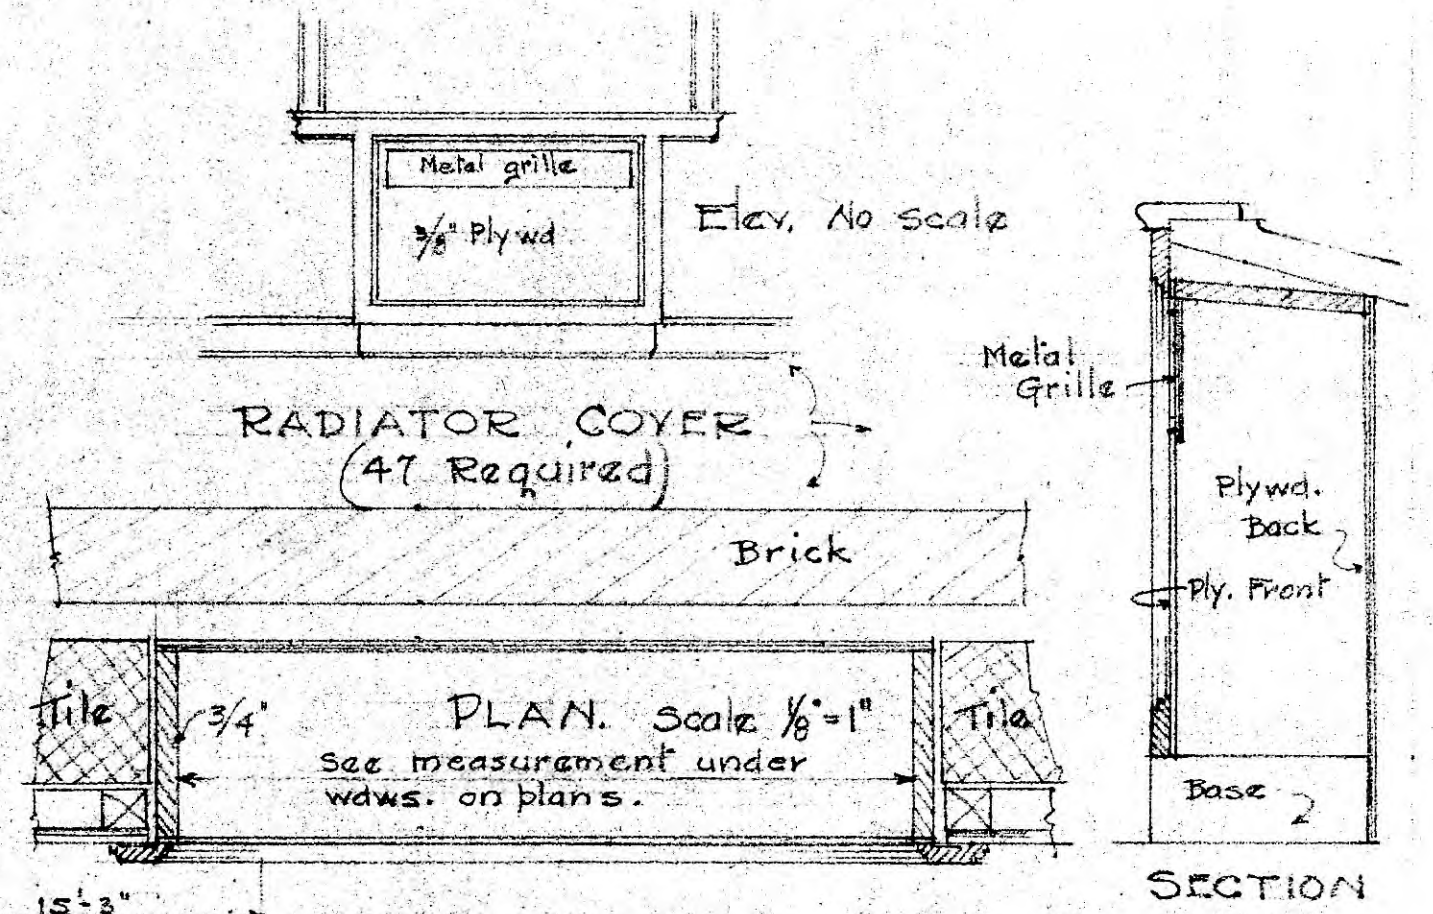 Metal grille
3/8" Plywd
Elev. No scale
RADIATOR COVER
(47 Required)
Brick
Tile
3/4"
PLAN. Scale 1/8" = 1"
See measurement under
wdws. on plans.
Tile
15'-3"
Metal
Grille
Plywd.
Back
Ply. Front
Base
SECTION